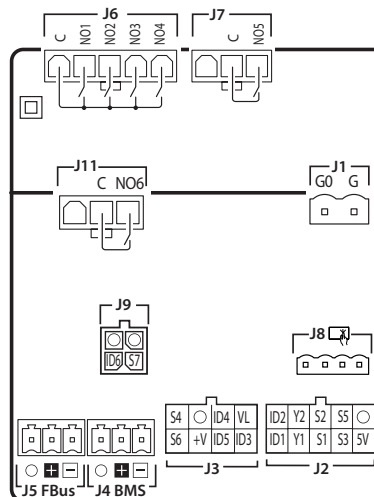 J6 J7
C NO1 NO2 NO3 NO4 C NO5
J11 J1
C NO6 G0 G
J9 J8
ID6 S7
S4 ID4 VL ID2 Y2 S2 S5
S6 +V ID5 ID3 ID1 Y1 S1 S3 5V
J5 FBus J4 BMS J3 J2